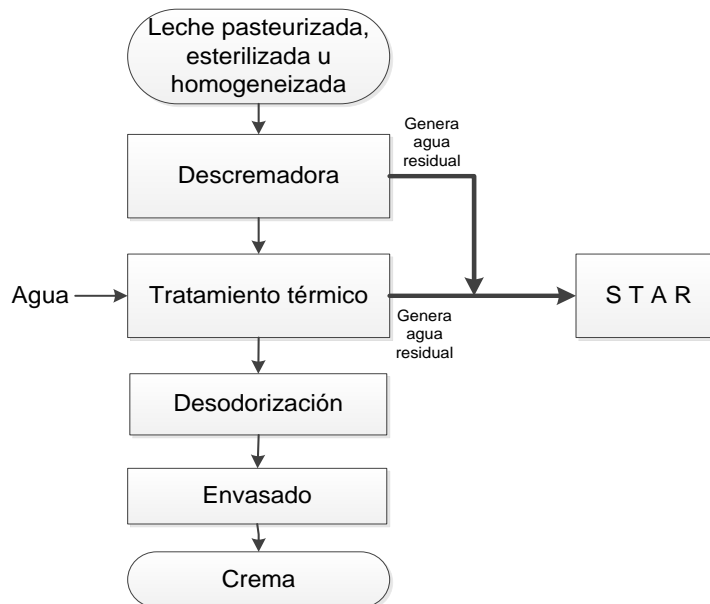 Leche pasteurizada,
esterilizada u
homogeneizada
Genera
agua
residual
Descremadora
Agua
Tratamiento térmico
S T A R
Genera
agua
residual
Desodorización
Envasado
Crema